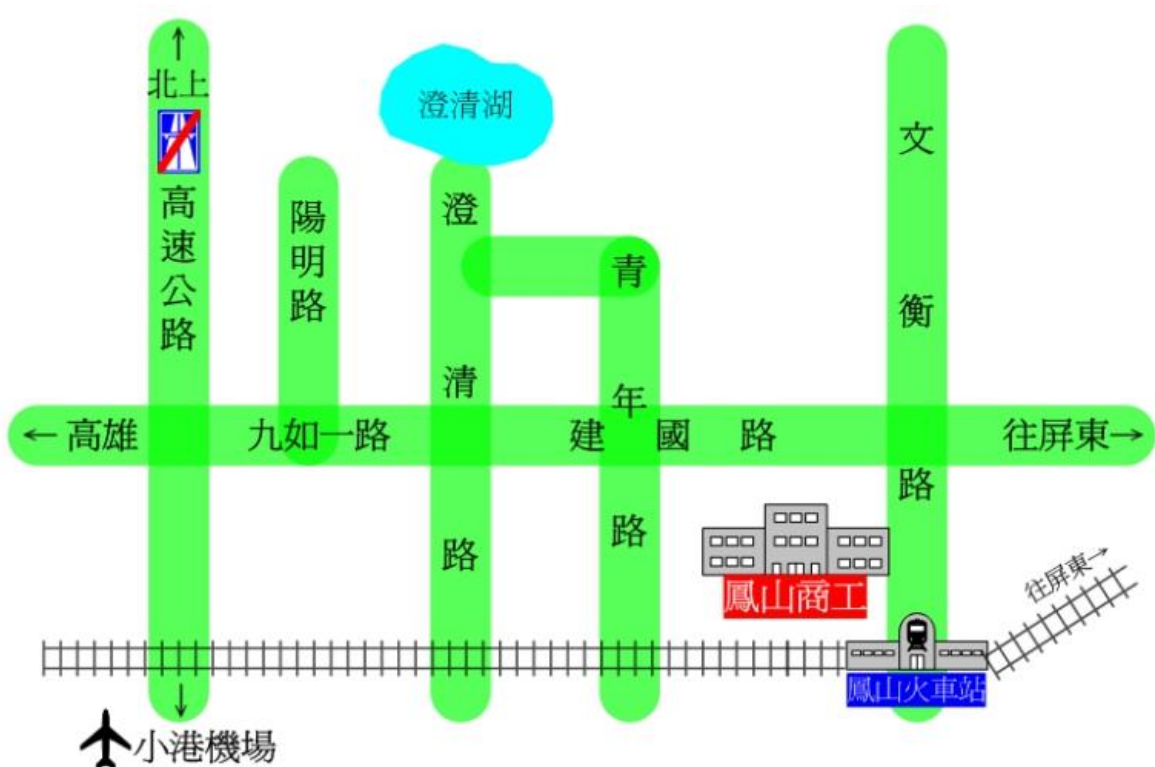 ↑
北上
高速公路
陽明路
澄清湖
澄清路
青年路
文衡路
← 高雄
九如一路
建國路
往屏東→
鳳山商工
往屏東→
鳳山火車站
↓
小港機場